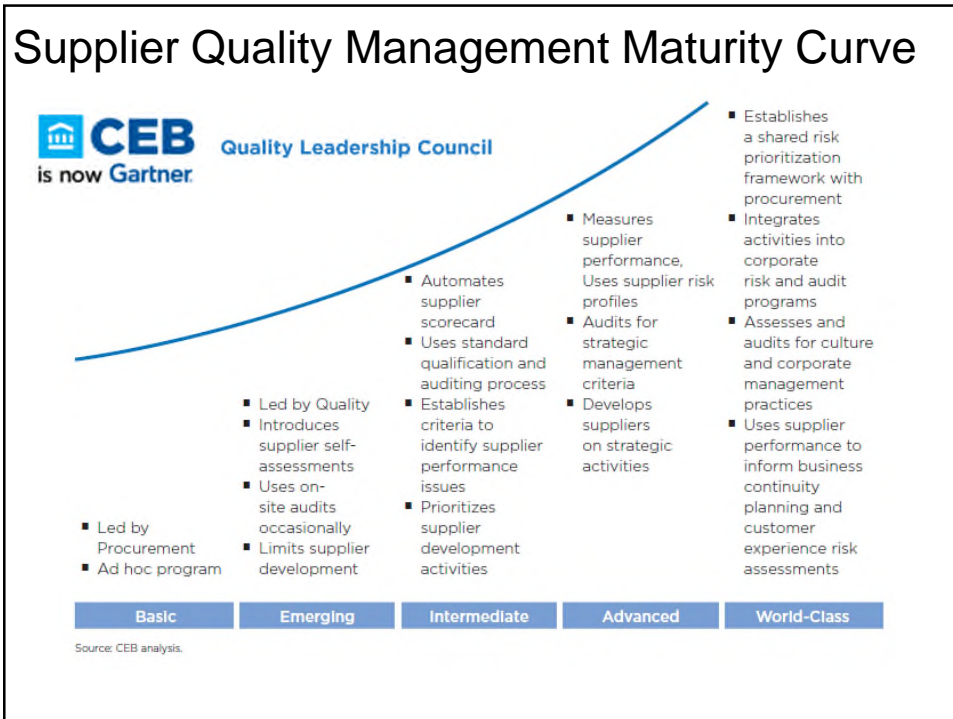 Supplier Quality Management Maturity Curve
CEB
is now Gartner.
Quality Leadership Council
▪ Led by
Procurement
▪ Ad hoc program
▪ Led by Quality
▪ Introduces
supplier self-
assessments
▪ Uses on-
site audits
occasionally
▪ Limits supplier
development
▪ Automates
supplier
scorecard
▪ Uses standard
qualification and
auditing process
▪ Establishes
criteria to
identify supplier
performance
issues
▪ Prioritizes
supplier
development
activities
▪ Measures
supplier
performance,
Uses supplier risk
profiles
▪ Audits for
strategic
management
criteria
▪ Develops
suppliers
on strategic
activities
▪ Establishes
a shared risk
prioritization
framework with
procurement
▪ Integrates
activities into
corporate
risk and audit
programs
▪ Assesses and
audits for culture
and corporate
management
practices
▪ Uses supplier
performance to
inform business
continuity
planning and
customer
experience risk
assessments
Basic
Emerging
Intermediate
Advanced
World-Class
Source: CEB analysis.